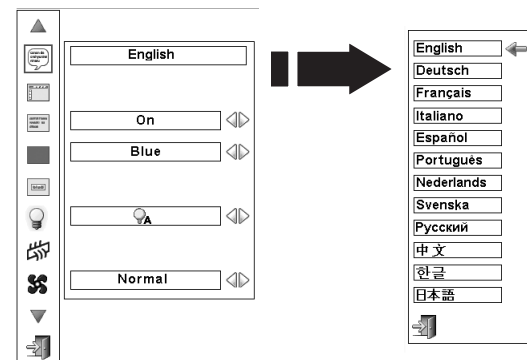 English
On
Blue
A
Normal
English
Deutsch
Français
Italiano
Español
Português
Nederlands
Svenska
Русский
中文
한글
日本語